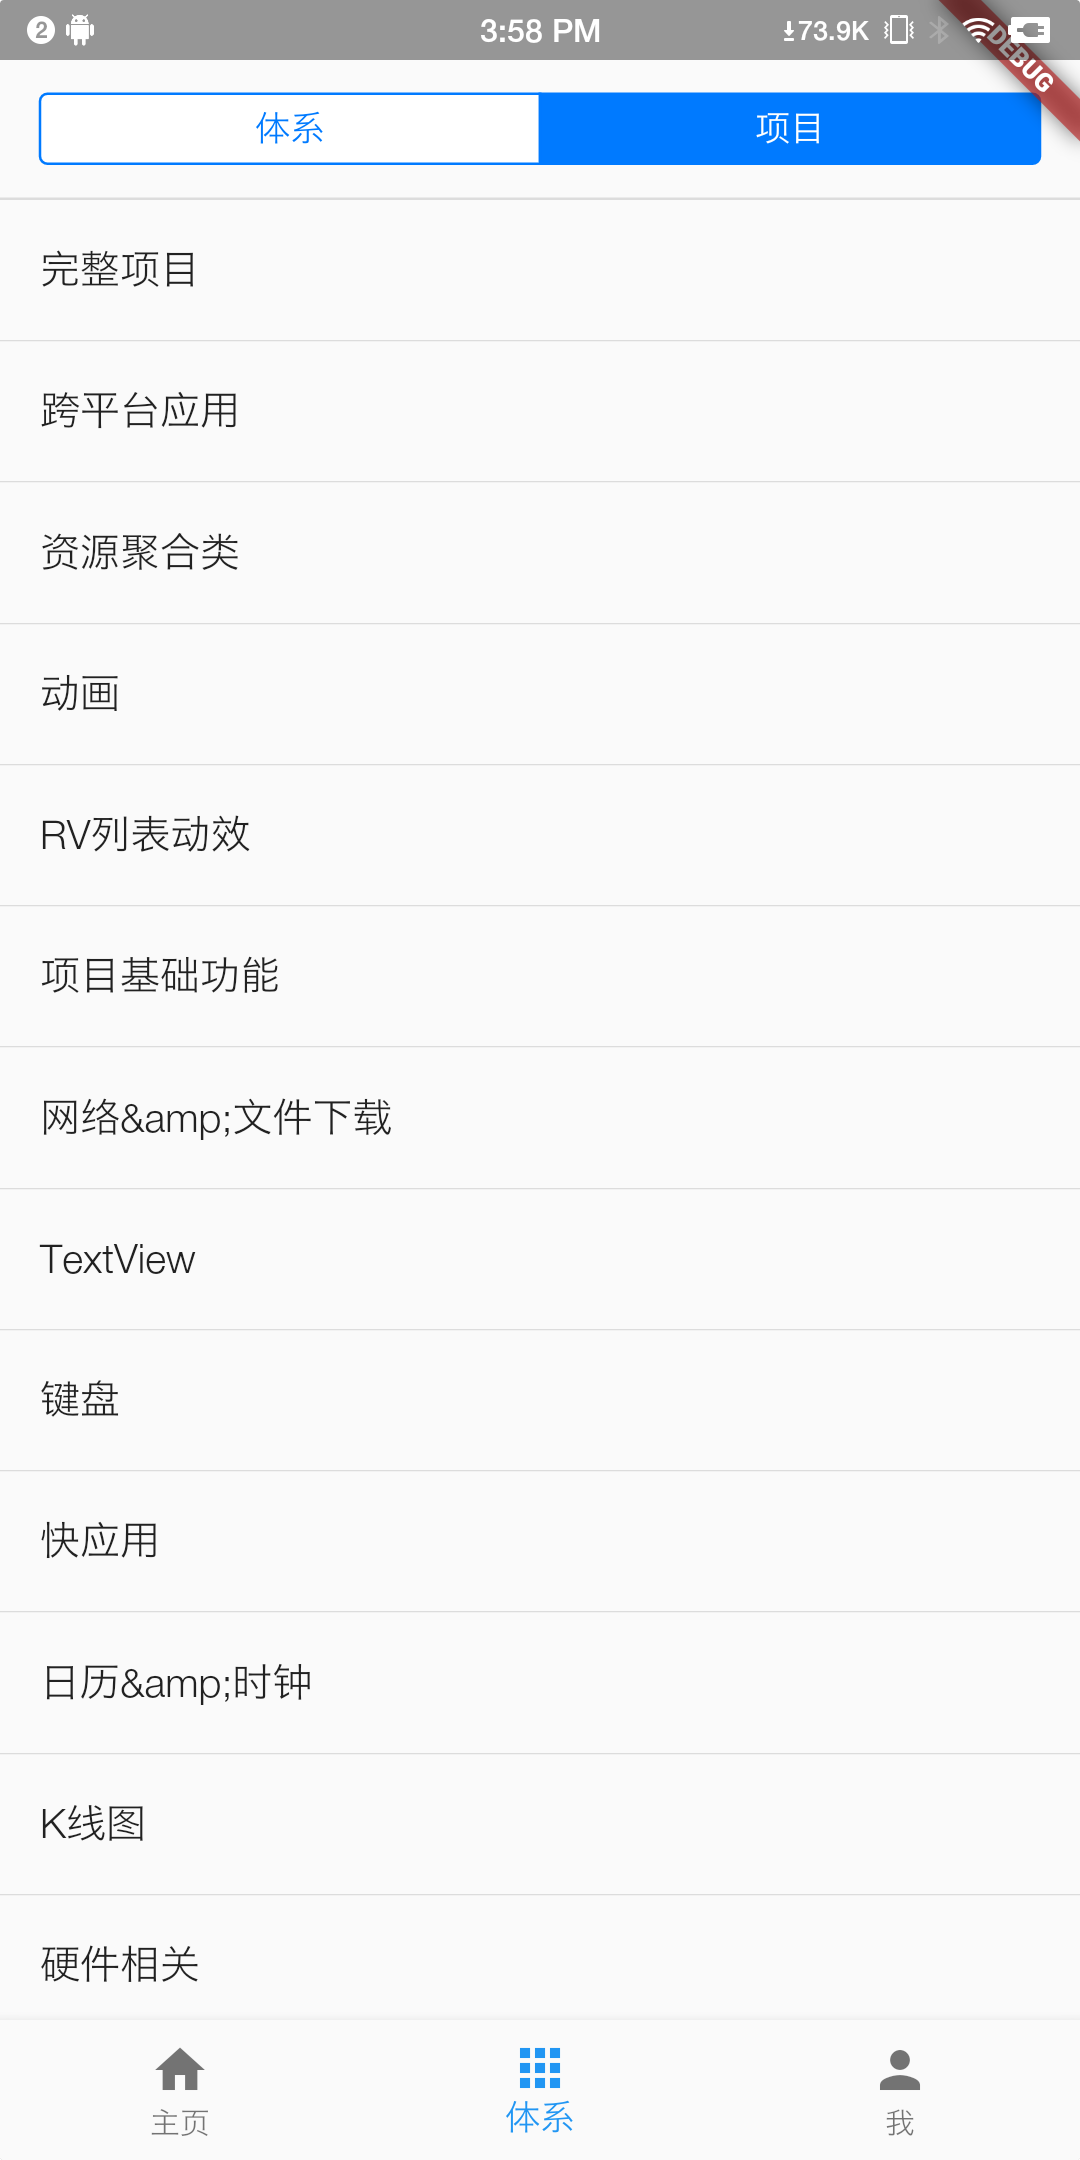 2
3:58 PM
73.9K
DEBUG
体系
项目
完整项目
跨平台应用
资源聚合类
动画
RV列表动效
项目基础功能
网络&amp;文件下载
TextView
键盘
快应用
日历&amp;时钟
K线图
硬件相关
主页
体系
我